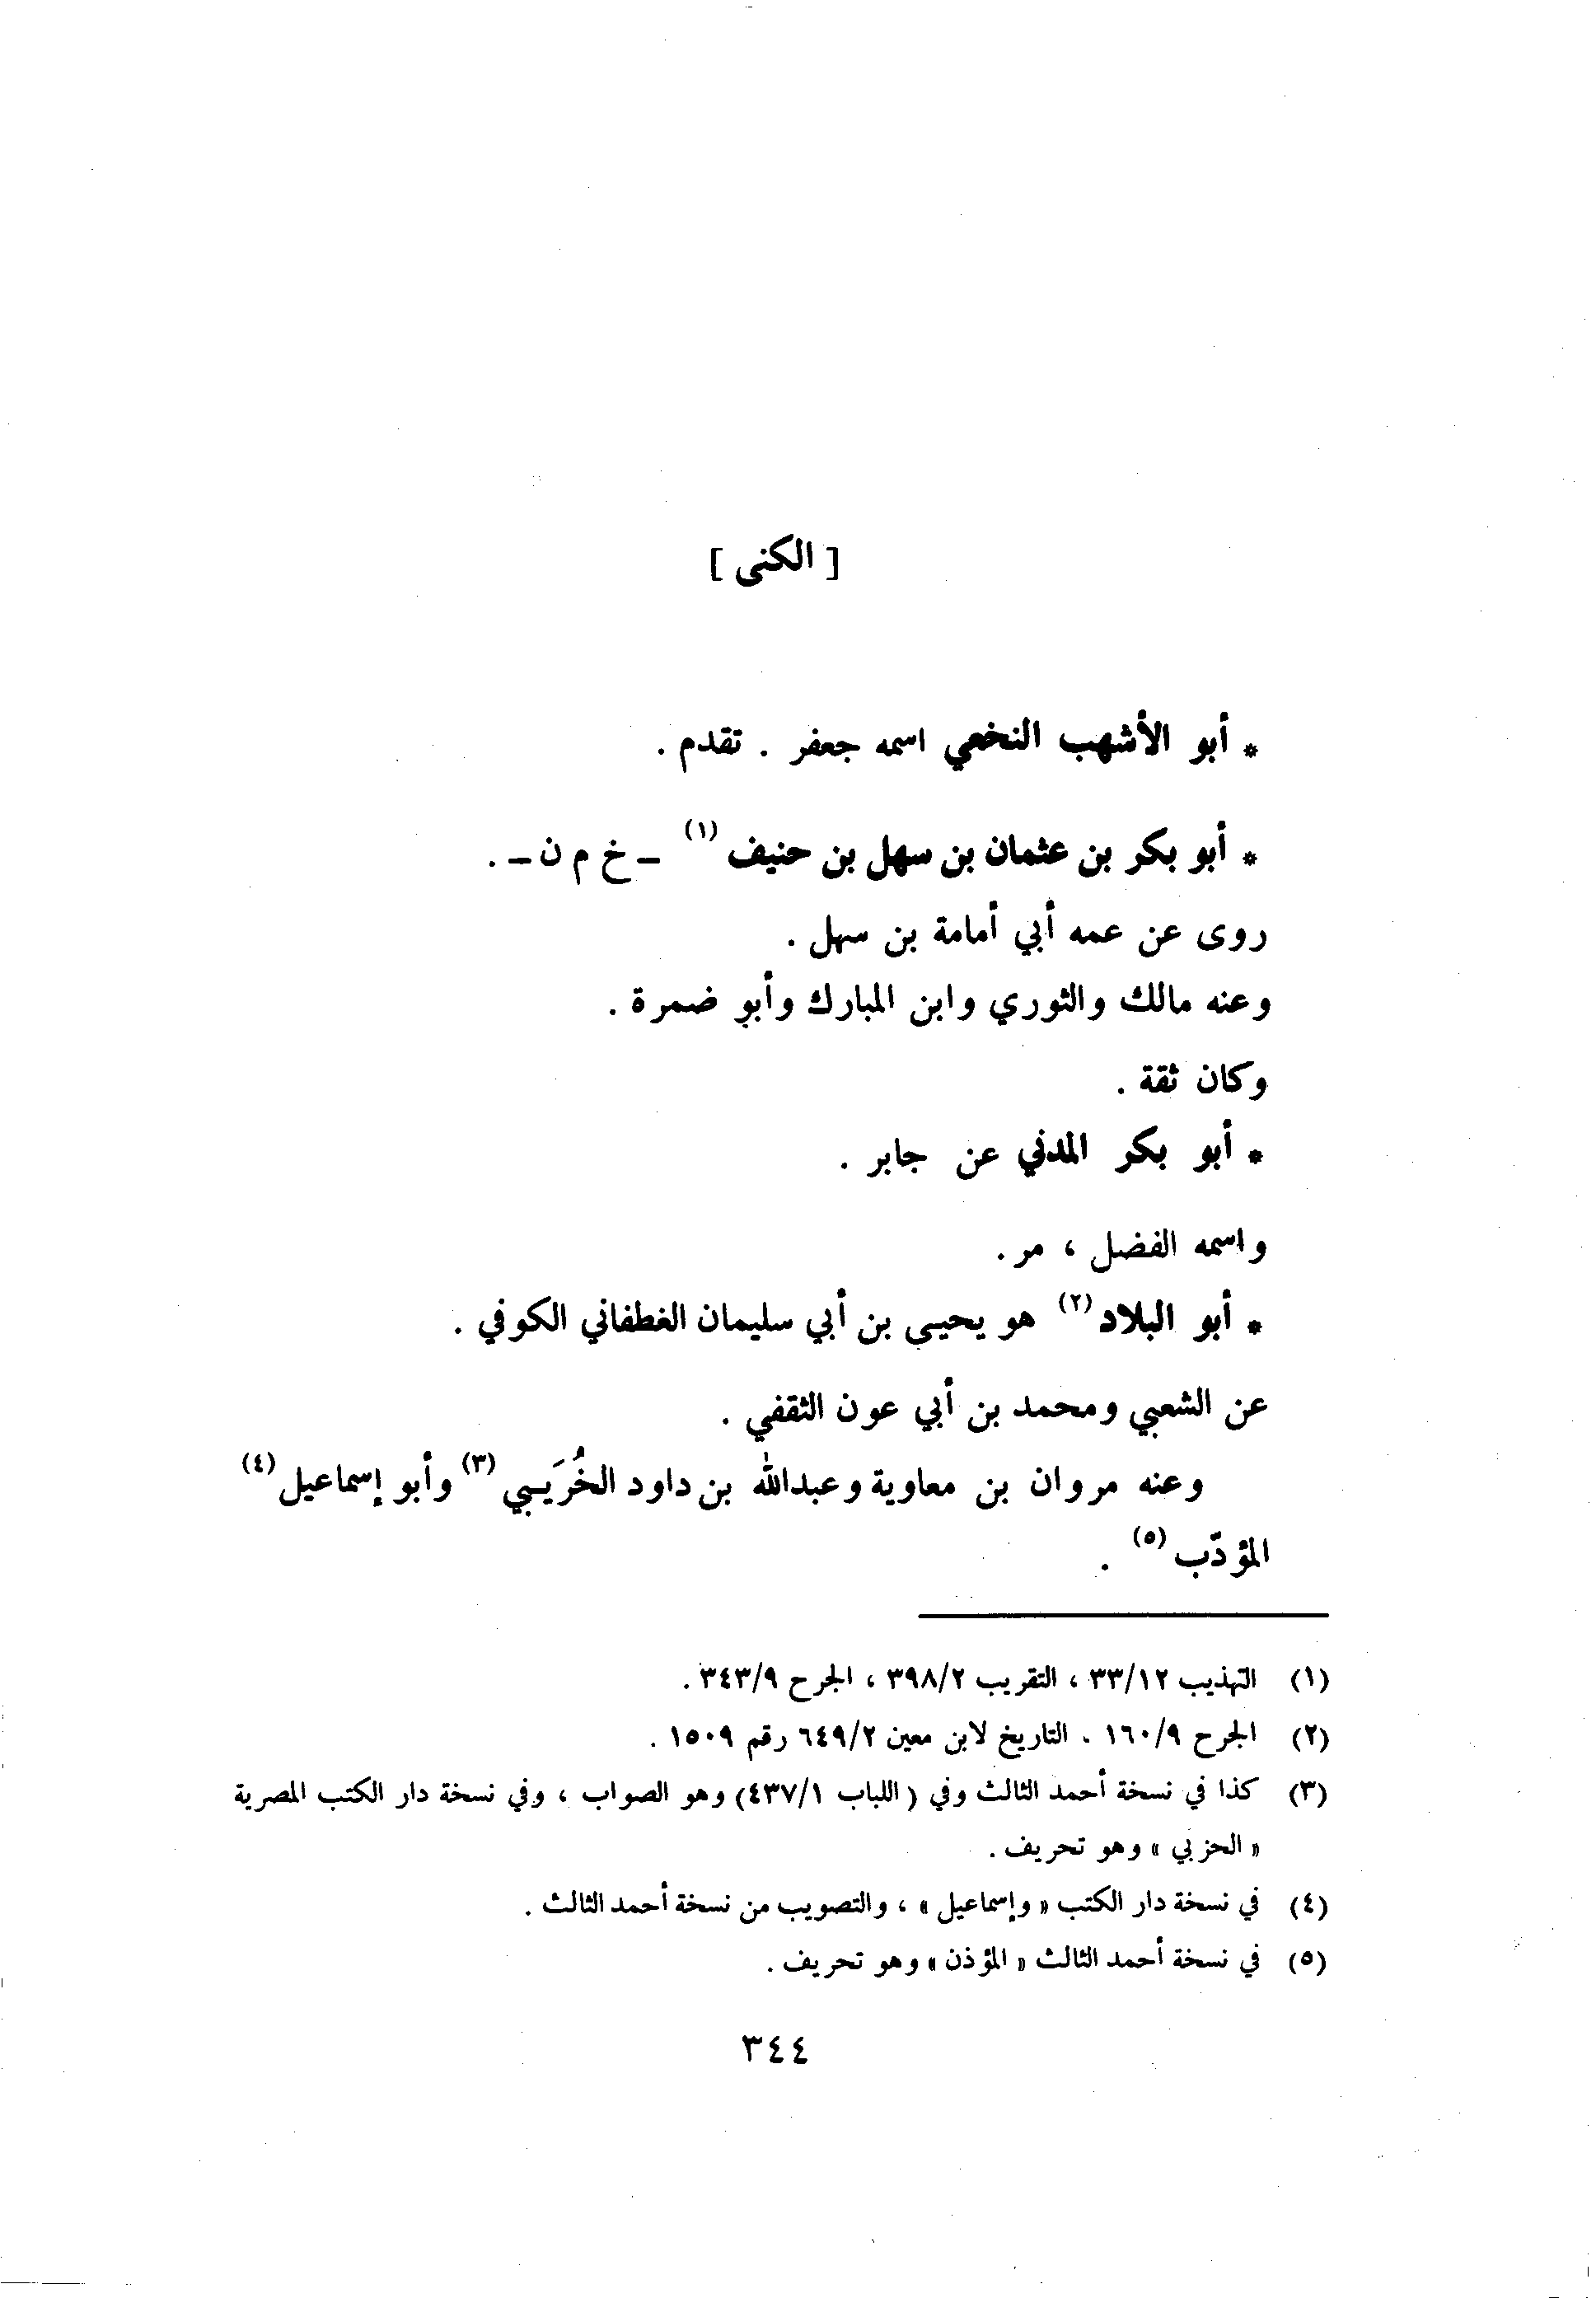 [ الكنى ]
* أبو الأشهب النخعي اسمه جعفر . تقدم .
* أبو بكر بن عثمان بن سهل بن حنيف (١) – خ م ن – .
روى عن عمه أبي أمامة بن سهل .
وعنه مالك والثوري وابن المبارك وأبو ضمرة .
وكان ثقة .
* أبو بكر المدني عن جابر .
واسمه الفضل ، مر .
* أبو البلاد (٢) هو يحيى بن أبي سليمان الغطفاني الكوفي .
عن الشعبي ومحمد بن أبي عون الثقفي .
وعنه مروان بن معاوية وعبدالله بن داود الخُرَيبي (٣) وأبو إسماعيل (٤)
المؤدّب (٥) .
(١) التهذيب ٣٣/١٢ ، التقريب ٣٩٨/٢ ، الجرح ٣٤٣/٩ .
(٢) الجرح ١٦٠/٩ . التاريخ لابن معين ٦٤٩/٢ رقم ١٥٠٩ .
(٣) كذا في نسخة أحمد الثالث وفي (اللباب ٤٣٧/١) وهو الصواب ، وفي نسخة دار الكتب المصرية
« الحزبي » وهو تحريف .
(٤) في نسخة دار الكتب « وإسماعيل » ، والتصويب من نسخة أحمد الثالث .
(٥) في نسخة أحمد الثالث « المؤذن » وهو تحريف .
٣٤٤